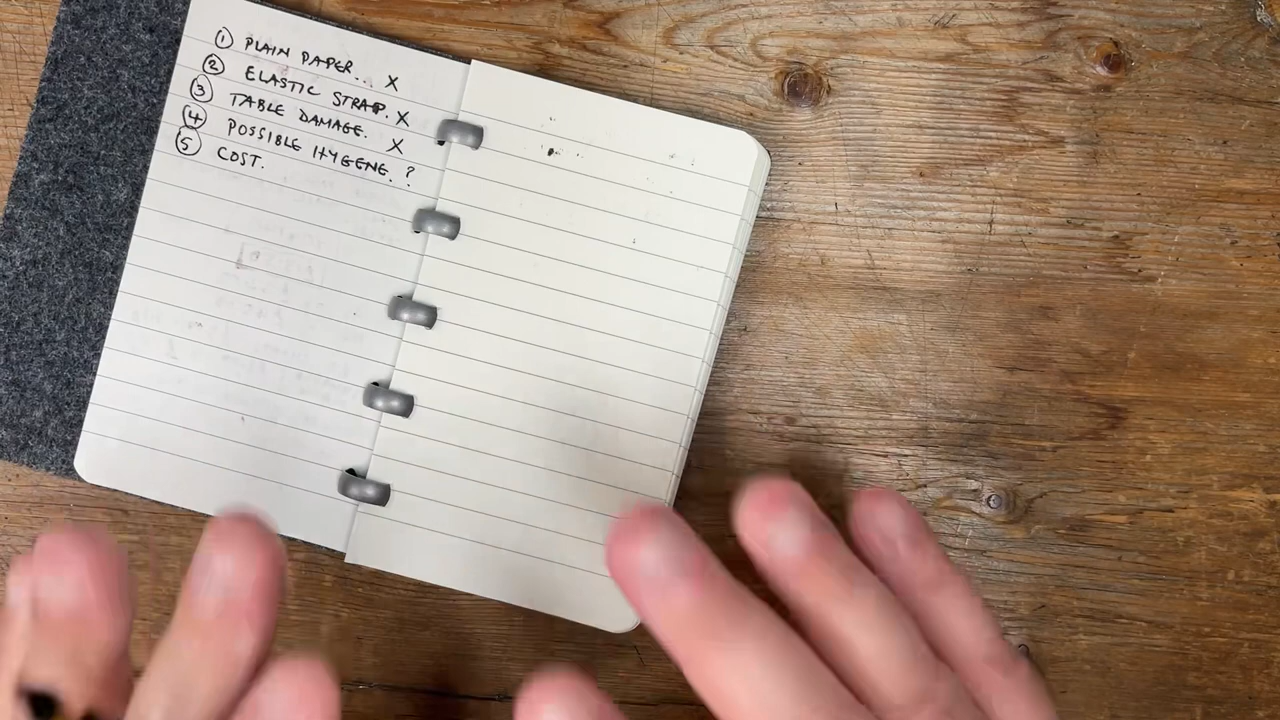 ① PLAIN PAPER.. X
② ELASTIC STRAP. X
③ TABLE DAMAGE. X
④ POSSIBLE HYGENE. ?
⑤ COST.